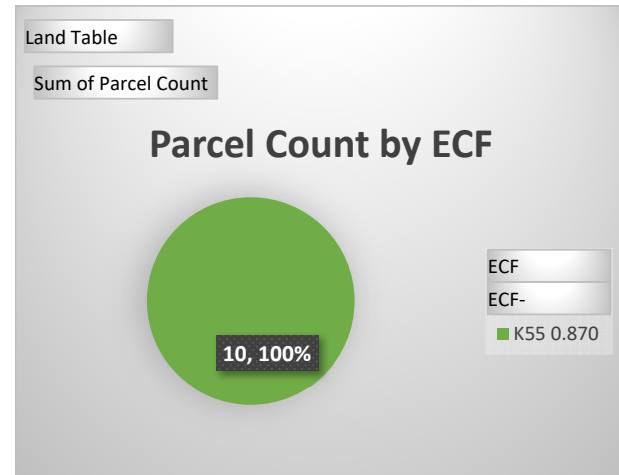 Land Table
Sum of Parcel Count
Parcel Count by ECF
ECF
ECF-
K55 0.870
10, 100%